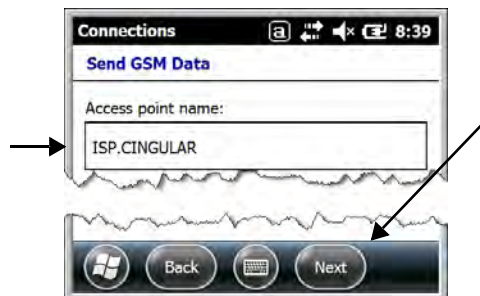 Connections a 8:39
Send GSM Data
Access point name:
ISP.CINGULAR
Back Next